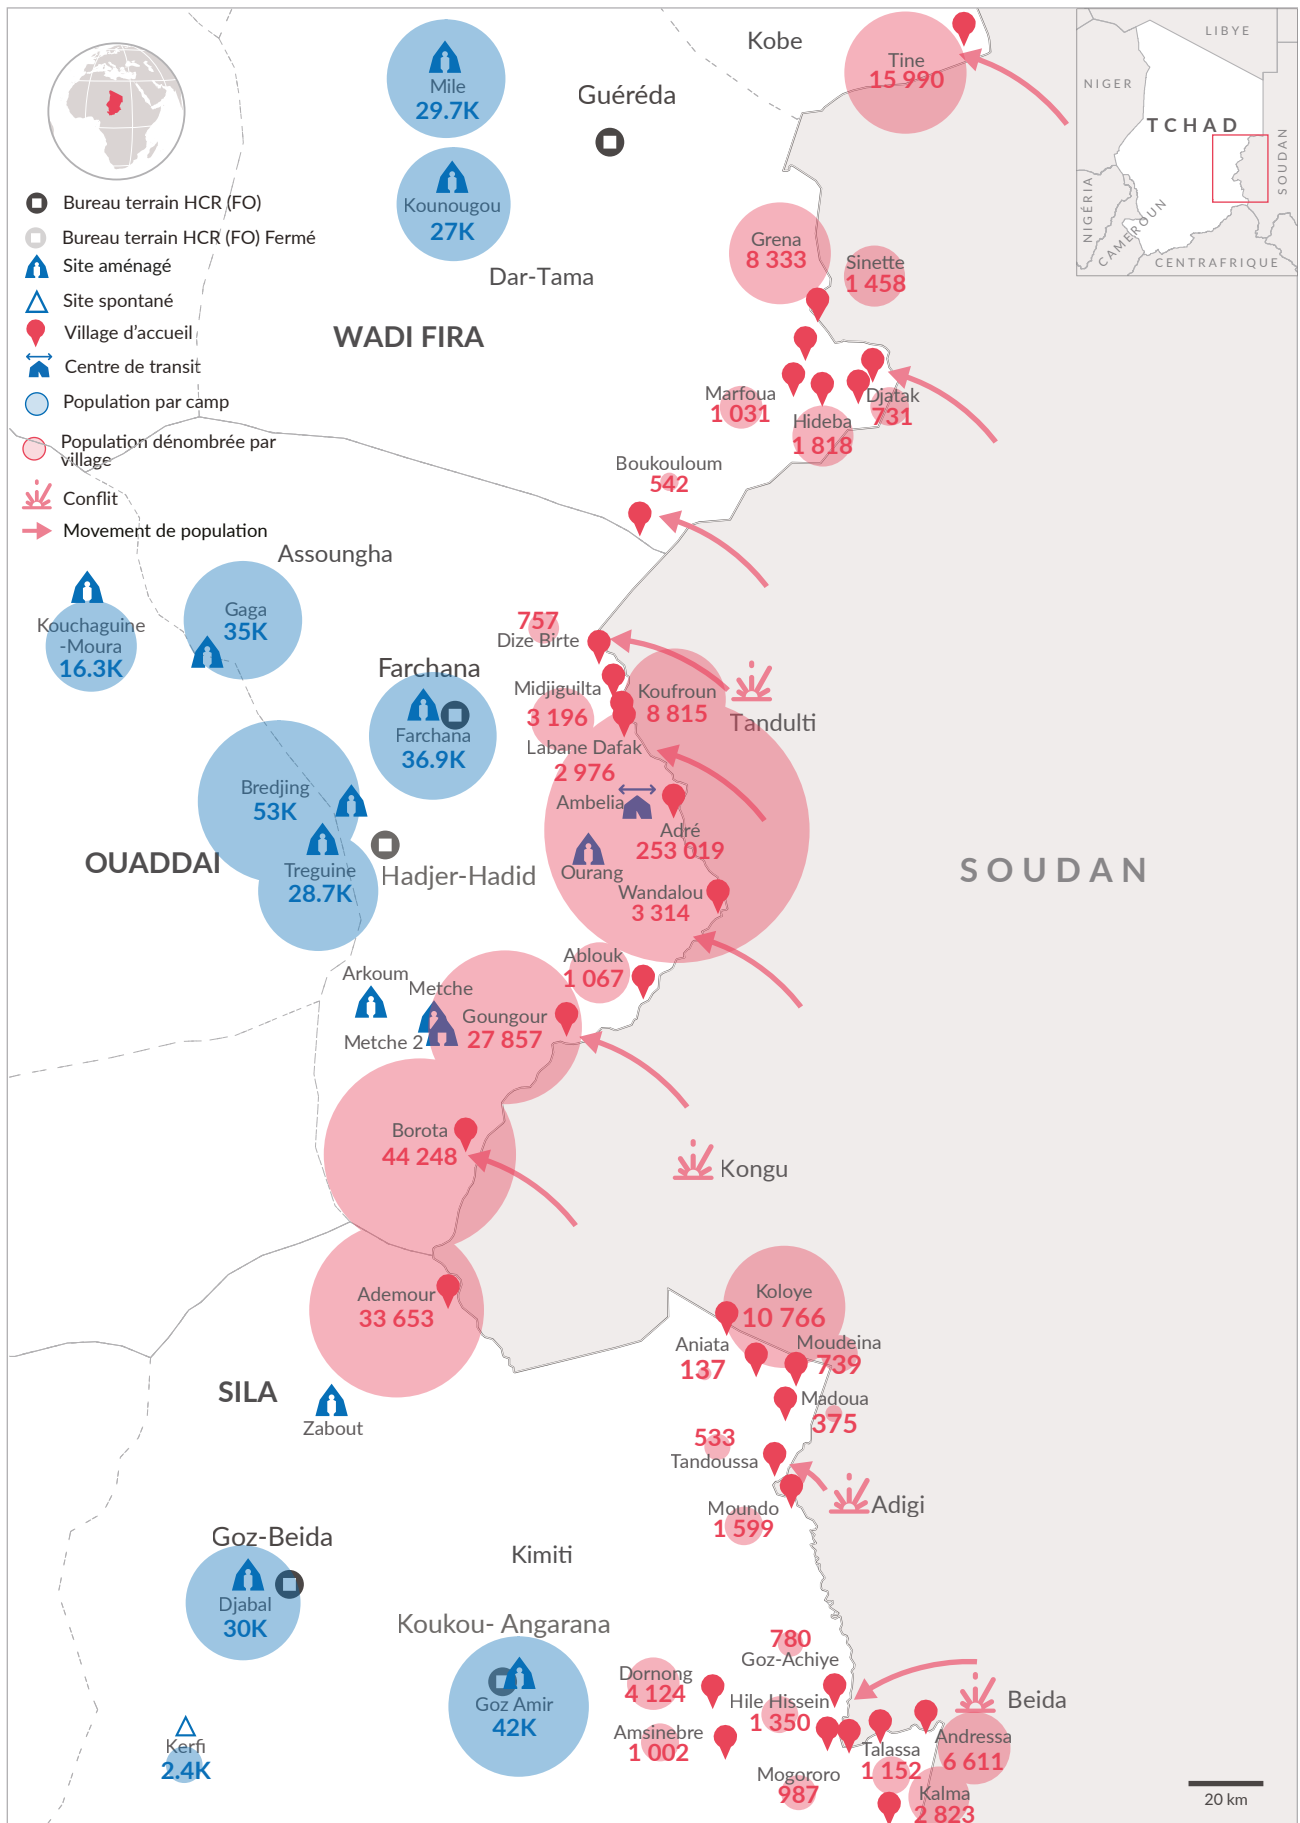 Kobe
Tine
15 990
Mile
29.7K
Guéréda
Kounougou
27K
Dar-Tama
WADI FIRA
LIBYE
NIGER
TCHAD
SOUDAN
NIGÉRIA
CAMEROUN
CENTRAFRIQUE
Bureau terrain HCR (FO)
Bureau terrain HCR (FO) Fermé
Site aménagé
Site spontané
Village d'accueil
Centre de transit
Population par camp
Population dénombrée par
village
Conflit
Movement de population
Grena
8 333
Sinette
1 458
Marfoua
1 031
Djatak
731
Hideba
1 818
Boukouloum
542
Assoungha
Kouchaguine
-Moura
16.3K
Gaga
35K
757
Dize Birte
Farchana
Farchana
36.9K
Midjiguilta
3 196
Koufroun
8 815
Tandulti
Labane Dafak
2 976
Bredjing
53K
Ambelia
Adré
253 019
Treguine
28.7K
OUADDAI
Hadjer-Hadid
Ourang
Wandalou
3 314
SOUDAN
Ablouk
1 067
Arkoum
Metche
Metche 2
Goungour
27 857
Borota
44 248
Kongu
Ademour
33 653
Koloye
10 766
Aniata
137
Moudeina
739
SILA
Zabout
Madoua
375
533
Tandoussa
Adigi
Moundo
1 599
Goz-Beida
Djabal
30K
Kimiti
Koukou- Angarana
Goz Amir
42K
780
Goz-Achiye
Dornong
4 124
Hile Hissein
1 350
Beida
Amsinebre
1 002
Andressa
6 611
Talassa
1 152
Kerfi
2.4K
Mogororo
987
Kalma
2 823
20 km